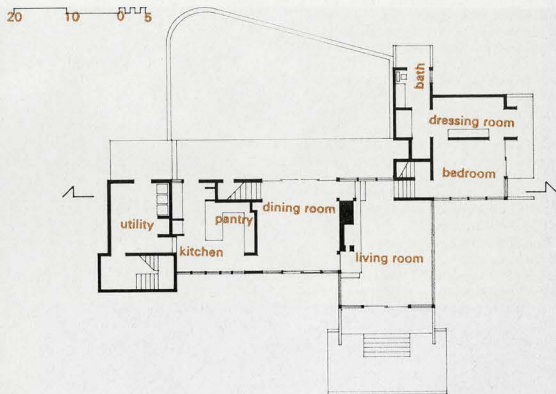 20 10 0 5
bath
dressing room
bedroom
dining room
pantry
utility
kitchen
living room